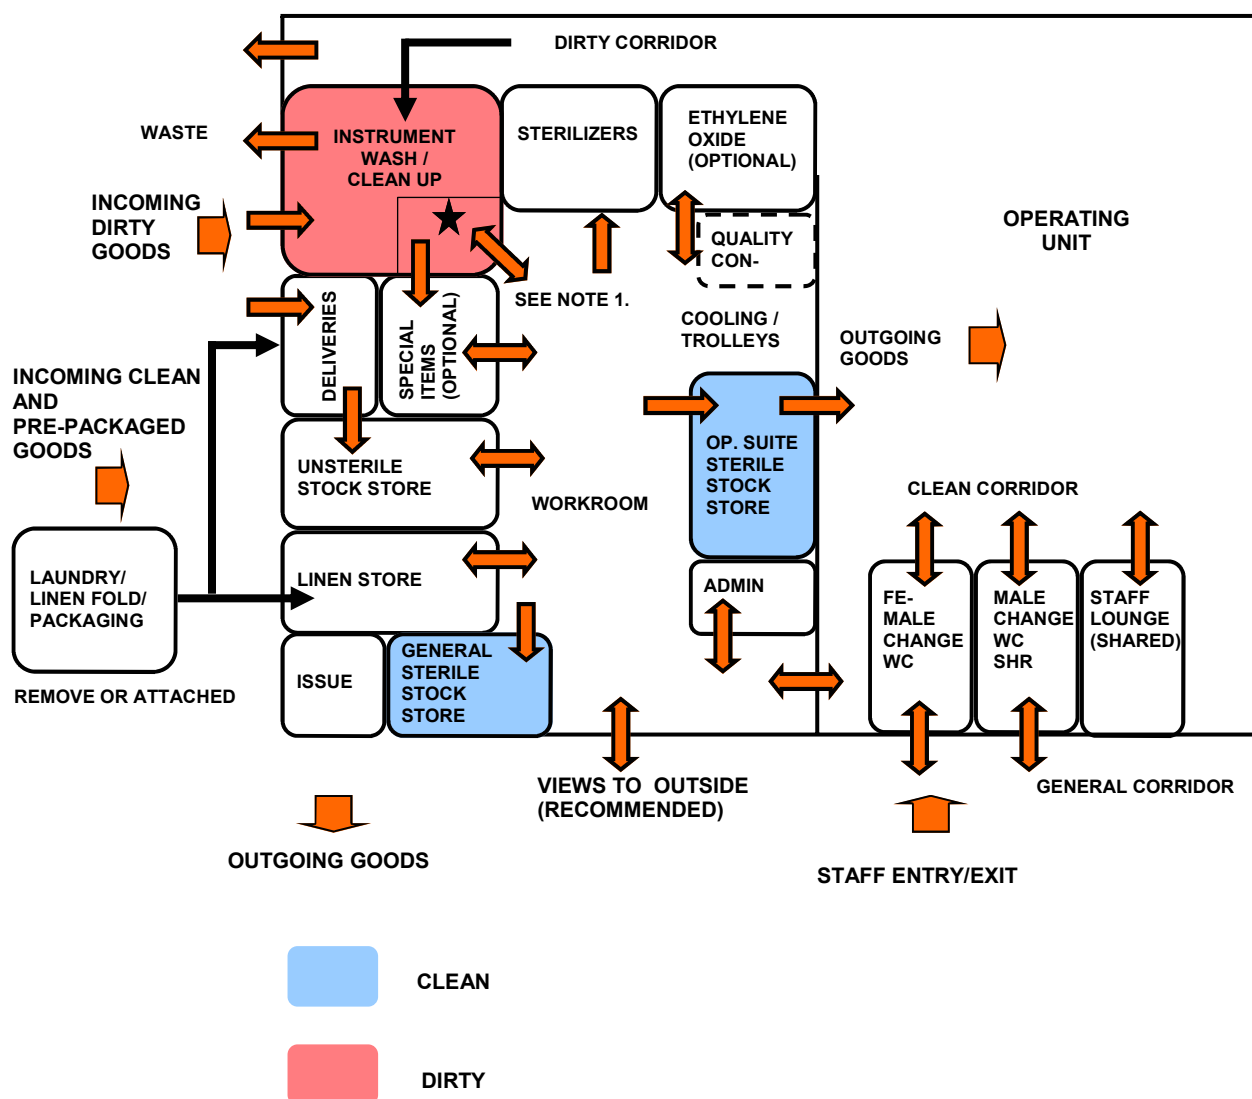 DIRTY CORRIDOR
WASTE
INSTRUMENT
WASH /
CLEAN UP
STERILIZERS
ETHYLENE
OXIDE
(OPTIONAL)
INCOMING
DIRTY
GOODS
OPERATING
UNIT
QUALITY
CON-
SEE NOTE 1.
DELIVERIES
SPECIAL
ITEMS
(OPTIONAL)
COOLING /
TROLLEYS
OUTGOING
GOODS
INCOMING CLEAN
AND
PRE-PACKAGED
GOODS
UNSTERILE
STOCK STORE
WORKROOM
OP. SUITE
STERILE
STOCK
STORE
CLEAN CORRIDOR
LAUNDRY/
LINEN FOLD/
PACKAGING
LINEN STORE
ADMIN
FE-
MALE
CHANGE
WC
MALE
CHANGE
WC
SHR
STAFF
LOUNGE
(SHARED)
REMOVE OR ATTACHED
ISSUE
GENERAL
STERILE
STOCK
STORE
VIEWS TO OUTSIDE
(RECOMMENDED)
GENERAL CORRIDOR
OUTGOING GOODS
STAFF ENTRY/EXIT
CLEAN
DIRTY